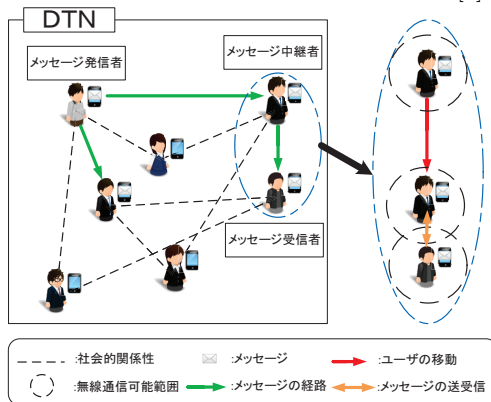 DTN
メッセージ発信者
メッセージ中継者
メッセージ受信者
:社会的関係性
:メッセージ
:ユーザの移動
:無線通信可能範囲
:メッセージの経路
:メッセージの送受信